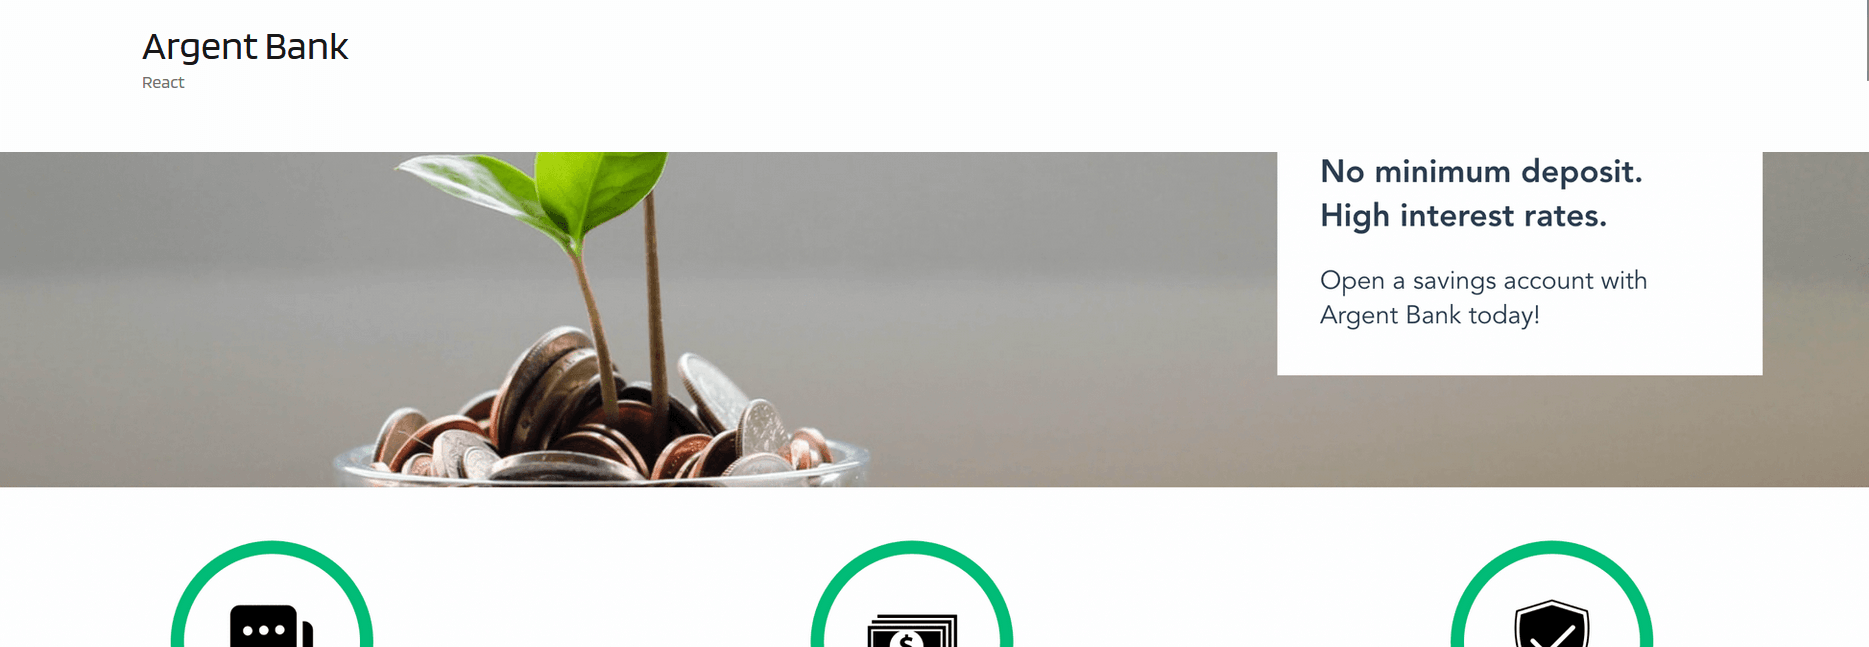 Argent Bank
React
No minimum deposit.
High interest rates.
Open a savings account with
Argent Bank today!
$